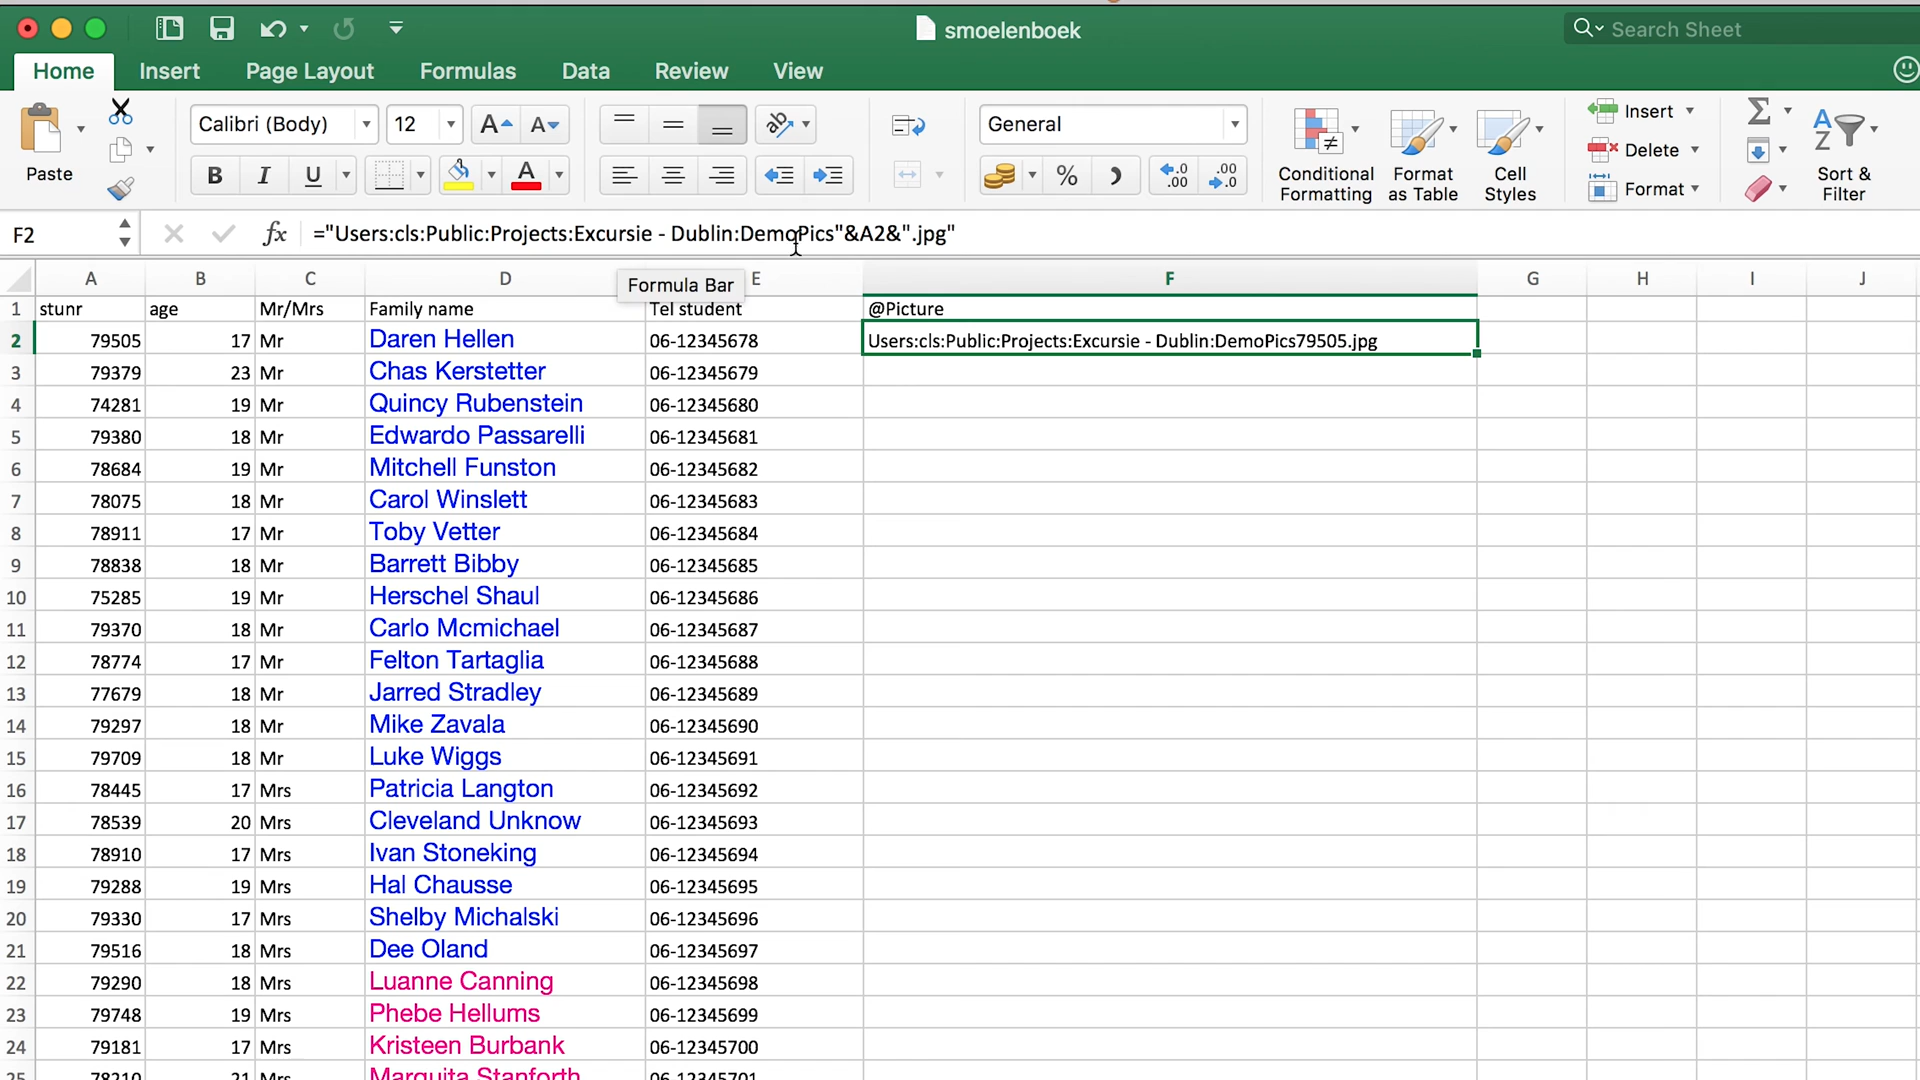 smoelenboek
Search Sheet
Home Insert Page Layout Formulas Data Review View
Paste
Calibri (Body) 12 A A
B I U A
ab
General
%
.0 .00
.00 .0
Conditional Formatting
Format as Table
Cell Styles
Insert
Delete
Format
Sort & Filter
F2 fx ="Users:cls:Public:Projects:Excursie - Dublin:DemoPics"&A2&".jpg"
Formula Bar
A B C D E F G H I J
1 stunr age Mr/Mrs Family name Tel student @Picture
2 79505 17 Mr Daren Hellen 06-12345678 Users:cls:Public:Projects:Excursie - Dublin:DemoPics79505.jpg
3 79379 23 Mr Chas Kerstetter 06-12345679
4 74281 19 Mr Quincy Rubenstein 06-12345680
5 79380 18 Mr Edwardo Passarelli 06-12345681
6 78684 19 Mr Mitchell Funston 06-12345682
7 78075 18 Mr Carol Winslett 06-12345683
8 78911 17 Mr Toby Vetter 06-12345684
9 78838 18 Mr Barrett Bibby 06-12345685
10 75285 19 Mr Herschel Shaul 06-12345686
11 79370 18 Mr Carlo Mcmichael 06-12345687
12 78774 17 Mr Felton Tartaglia 06-12345688
13 77679 18 Mr Jarred Stradley 06-12345689
14 79297 18 Mr Mike Zavala 06-12345690
15 79709 18 Mr Luke Wiggs 06-12345691
16 78445 17 Mrs Patricia Langton 06-12345692
17 78539 20 Mrs Cleveland Unknow 06-12345693
18 78910 17 Mrs Ivan Stoneking 06-12345694
19 79288 19 Mrs Hal Chausse 06-12345695
20 79330 17 Mrs Shelby Michalski 06-12345696
21 79516 18 Mrs Dee Oland 06-12345697
22 79290 18 Mrs Luanne Canning 06-12345698
23 79748 19 Mrs Phebe Hellums 06-12345699
24 79181 17 Mrs Kristeen Burbank 06-12345700
25 78210 21 Mrs Marquita Stanforth 06-12345701